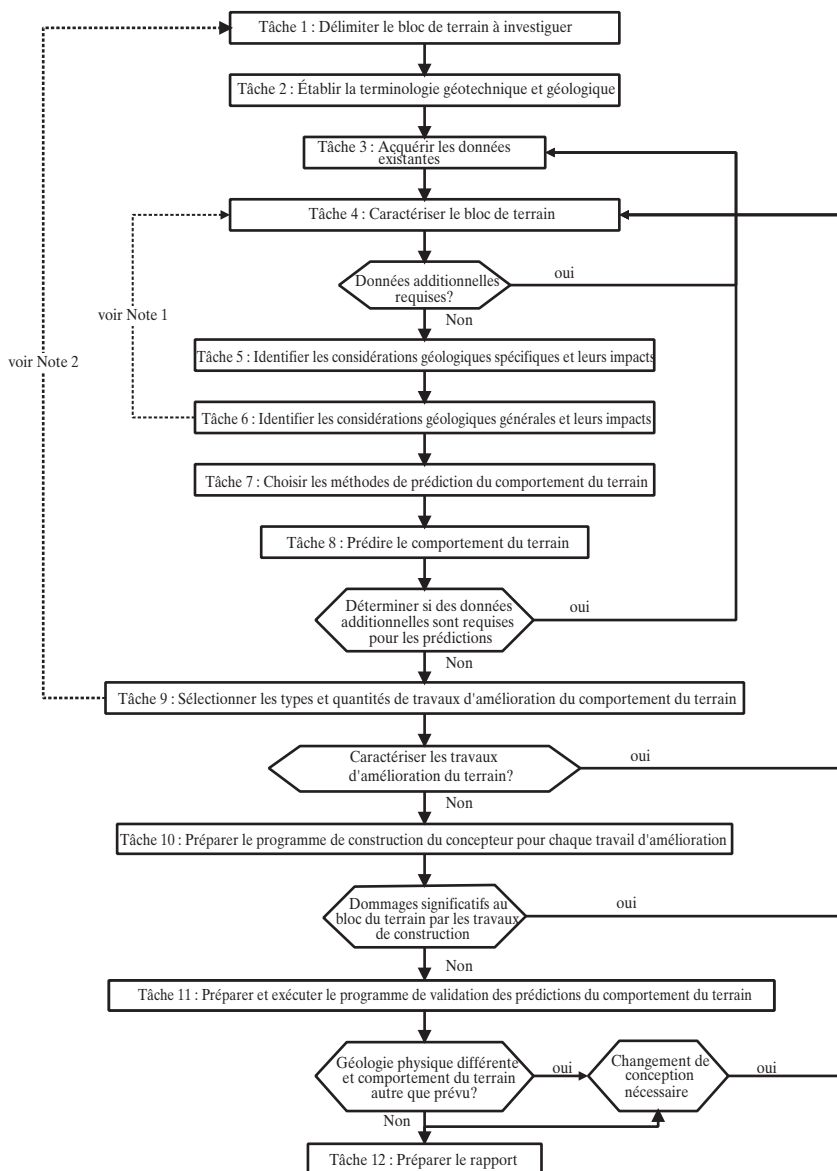 Tâche 1 : Délimiter le bloc de terrain à investiguer
Tâche 2 : Établir la terminologie géotechnique et géologique
Tâche 3 : Acquérir les données
existantes
Tâche 4 : Caractériser le bloc de terrain
Données additionnelles
requises?
oui
Non
voir Note 1
voir Note 2
Tâche 5 : Identifier les considérations géologiques spécifiques et leurs impacts
Tâche 6 : Identifier les considérations géologiques générales et leurs impacts
Tâche 7 : Choisir les méthodes de prédiction du comportement du terrain
Tâche 8 : Prédire le comportement du terrain
Déterminer si des données
additionnelles sont requises
pour les prédictions
oui
Non
Tâche 9 : Sélectionner les types et quantités de travaux d'amélioration du comportement du terrain
Caractériser les travaux
d'amélioration du terrain?
oui
Non
Tâche 10 : Préparer le programme de construction du concepteur pour chaque travail d'amélioration
Dommages significatifs au
bloc du terrain par les travaux
de construction
oui
Non
Tâche 11 : Préparer et exécuter le programme de validation des prédictions du comportement du terrain
Géologie physique différente
et comportement du terrain
autre que prévu?
oui
Changement de
conception
nécessaire
oui
Non
Tâche 12 : Préparer le rapport